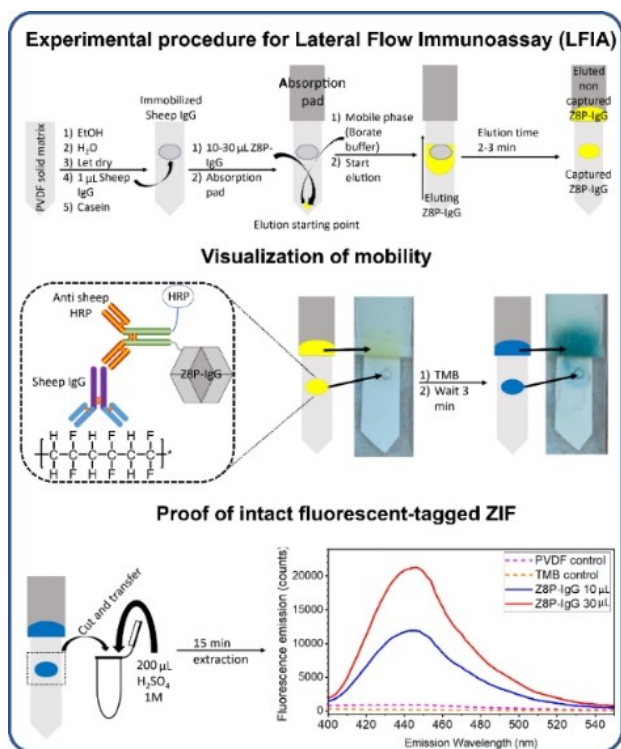 Experimental procedure for Lateral Flow Immunoassay (LFIA)
PVDF solid matrix
1) EtOH
2) H₂O
3) Let dry
4) 1 µL Sheep
IgG
5) Casein
Immobilized
Sheep IgG
1) 10-30 µL Z8P-
IgG
2) Absorption
pad
Absorption
pad
Elution starting point
1) Mobile phase
(Borate
buffer)
2) Start
elution
Eluting
Z8P-IgG
Elution time
2-3 min
Eluted
non
captured
Z8P-IgG
Captured
Z8P-IgG
Visualization of mobility
Anti sheep
HRP
HRP
Sheep IgG
Z8P-IgG
H F H F H F
C C C C C C
H F H F H F
*
1) TMB
2) Wait 3
min
Proof of intact fluorescent-tagged ZIF
Cut and transfer
200 µL
H₂SO₄
1M
15 min
extraction
Fluorescence emission (counts)
20000
15000
10000
5000
0
PVDF control
TMB control
Z8P-IgG 10 µL
Z8P-IgG 30 µL
400 420 440 460 480 500 520 540
Emission Wavelength (nm)